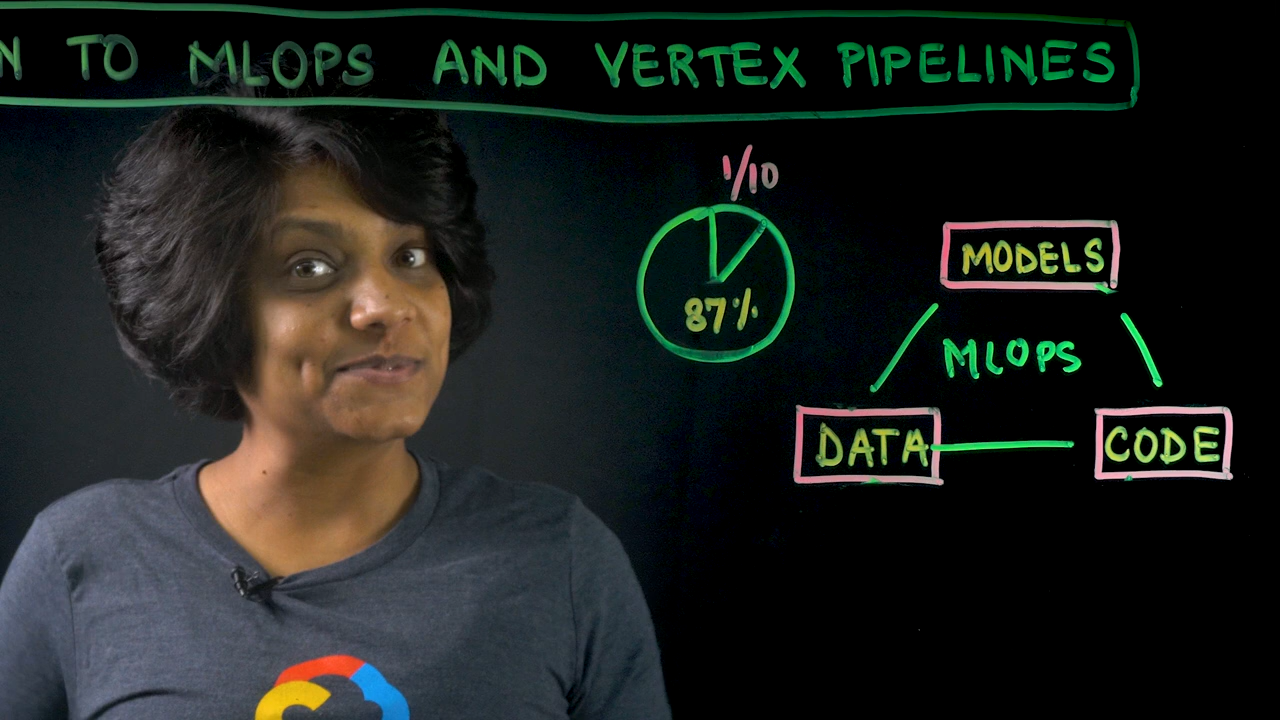 N TO MLOPS AND VERTEX PIPELINES
1/10
87%
MODELS
MLOPS
DATA
CODE